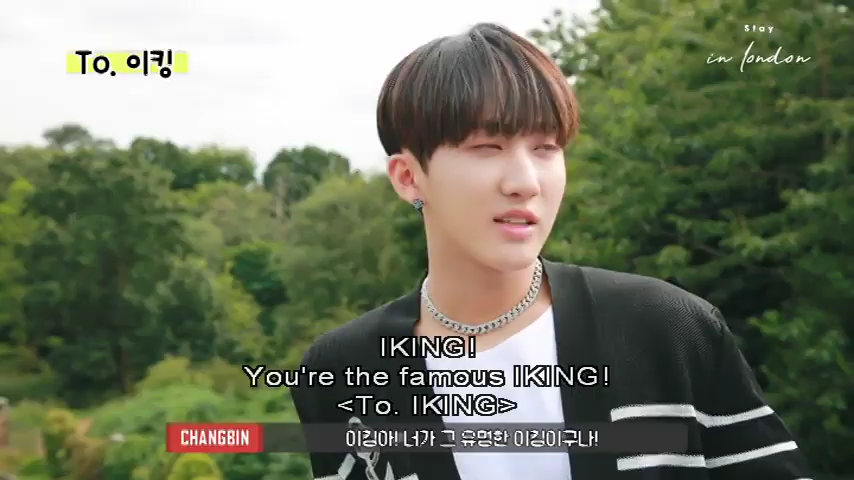 Stay
in london
To. 이킹
IKING!
You're the famous IKING!
<To. IKING>
CHANGBIN
이킹아! 너가 그 유명한 이킹이구나!